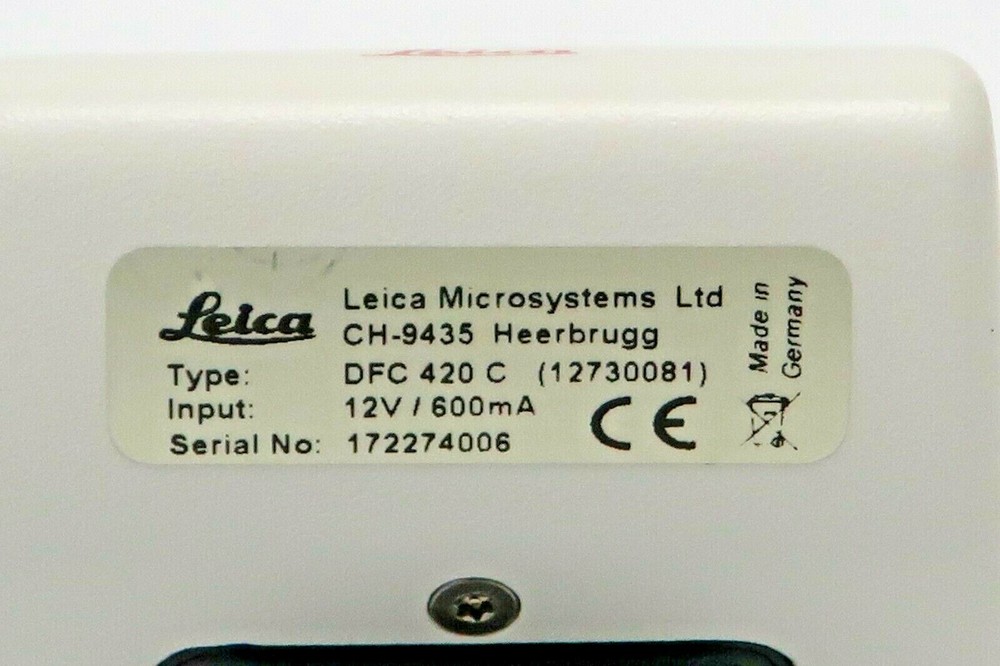 Leica
Leica
Leica Microsystems Ltd
CH-9435 Heerbrugg
Type: DFC 420 C (12730081)
Input: 12V / 600mA
Serial No: 172274006
CE
Made in
Germany